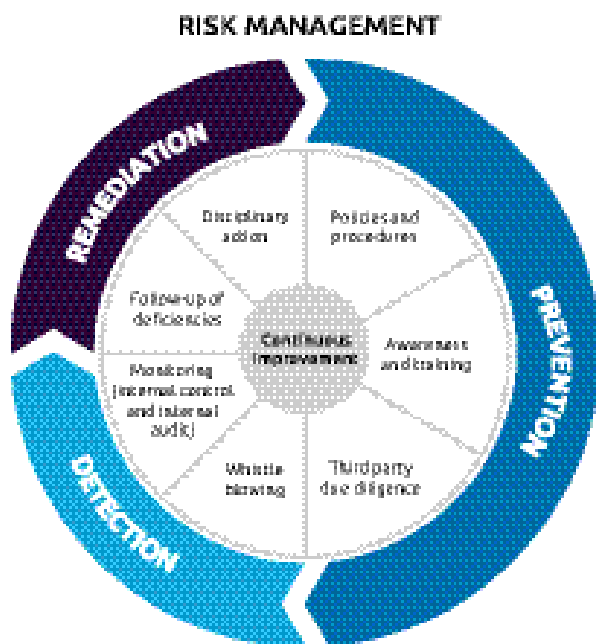 RISK MANAGEMENT
REMEDIATION
PREVENTION
DETECTION
Disciplinary
action
Policies and
procedures
Follow-up of
deficiencies
Continuous
improvement
Awareness
and training
Monitoring
(internal control
and internal
audit)
Whistle
blowing
Third party
due diligence